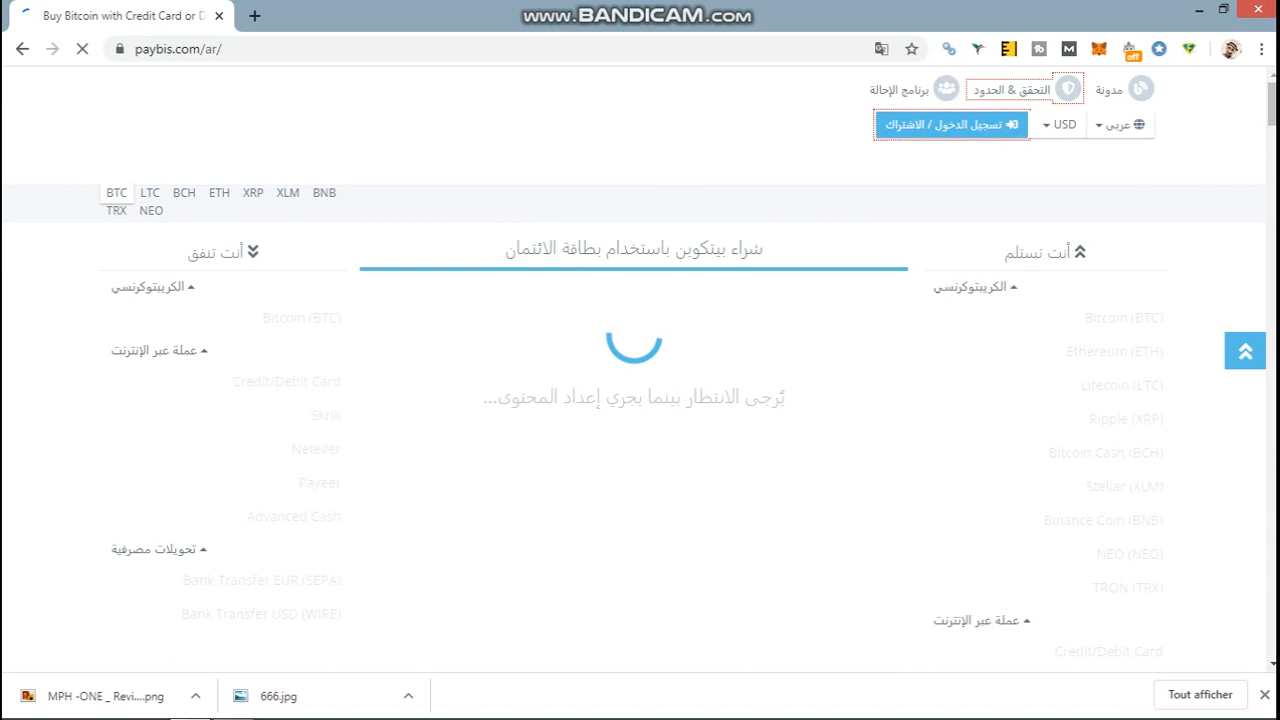 Buy Bitcoin with Credit Card or D
www.BANDICAM.com
paybis.com/ar/
off
مدونة
التحقق & الحدود
برنامج الإحالة
عربى
USD
تسجيل الدخول / الاشتراك
BTC LTC BCH ETH XRP XLM BNB
TRX NEO
أنت تنفق
شراء بيتكوين باستخدام بطاقة الائتمان
أنت تستلم
الكريبتوكرنسي
Bitcoin (BTC)
عملة عبر الإنترنت
Credit/Debit Card
Skrill
Neteller
Payeer
Advanced Cash
تحويلات مصرفية
Bank Transfer EUR (SEPA)
Bank Transfer USD (WIRE)
يُرجى الانتظار بينما يجري إعداد المحتوى...
الكريبتوكرنسي
Bitcoin (BTC)
Ethereum (ETH)
Litecoin (LTC)
Ripple (XRP)
Bitcoin Cash (BCH)
Stellar (XLM)
Binance Coin (BNB)
NEO (NEO)
TRON (TRX)
عملة عبر الإنترنت
Credit/Debit Card
MPH -ONE _ Revi....png
666.jpg
Tout afficher